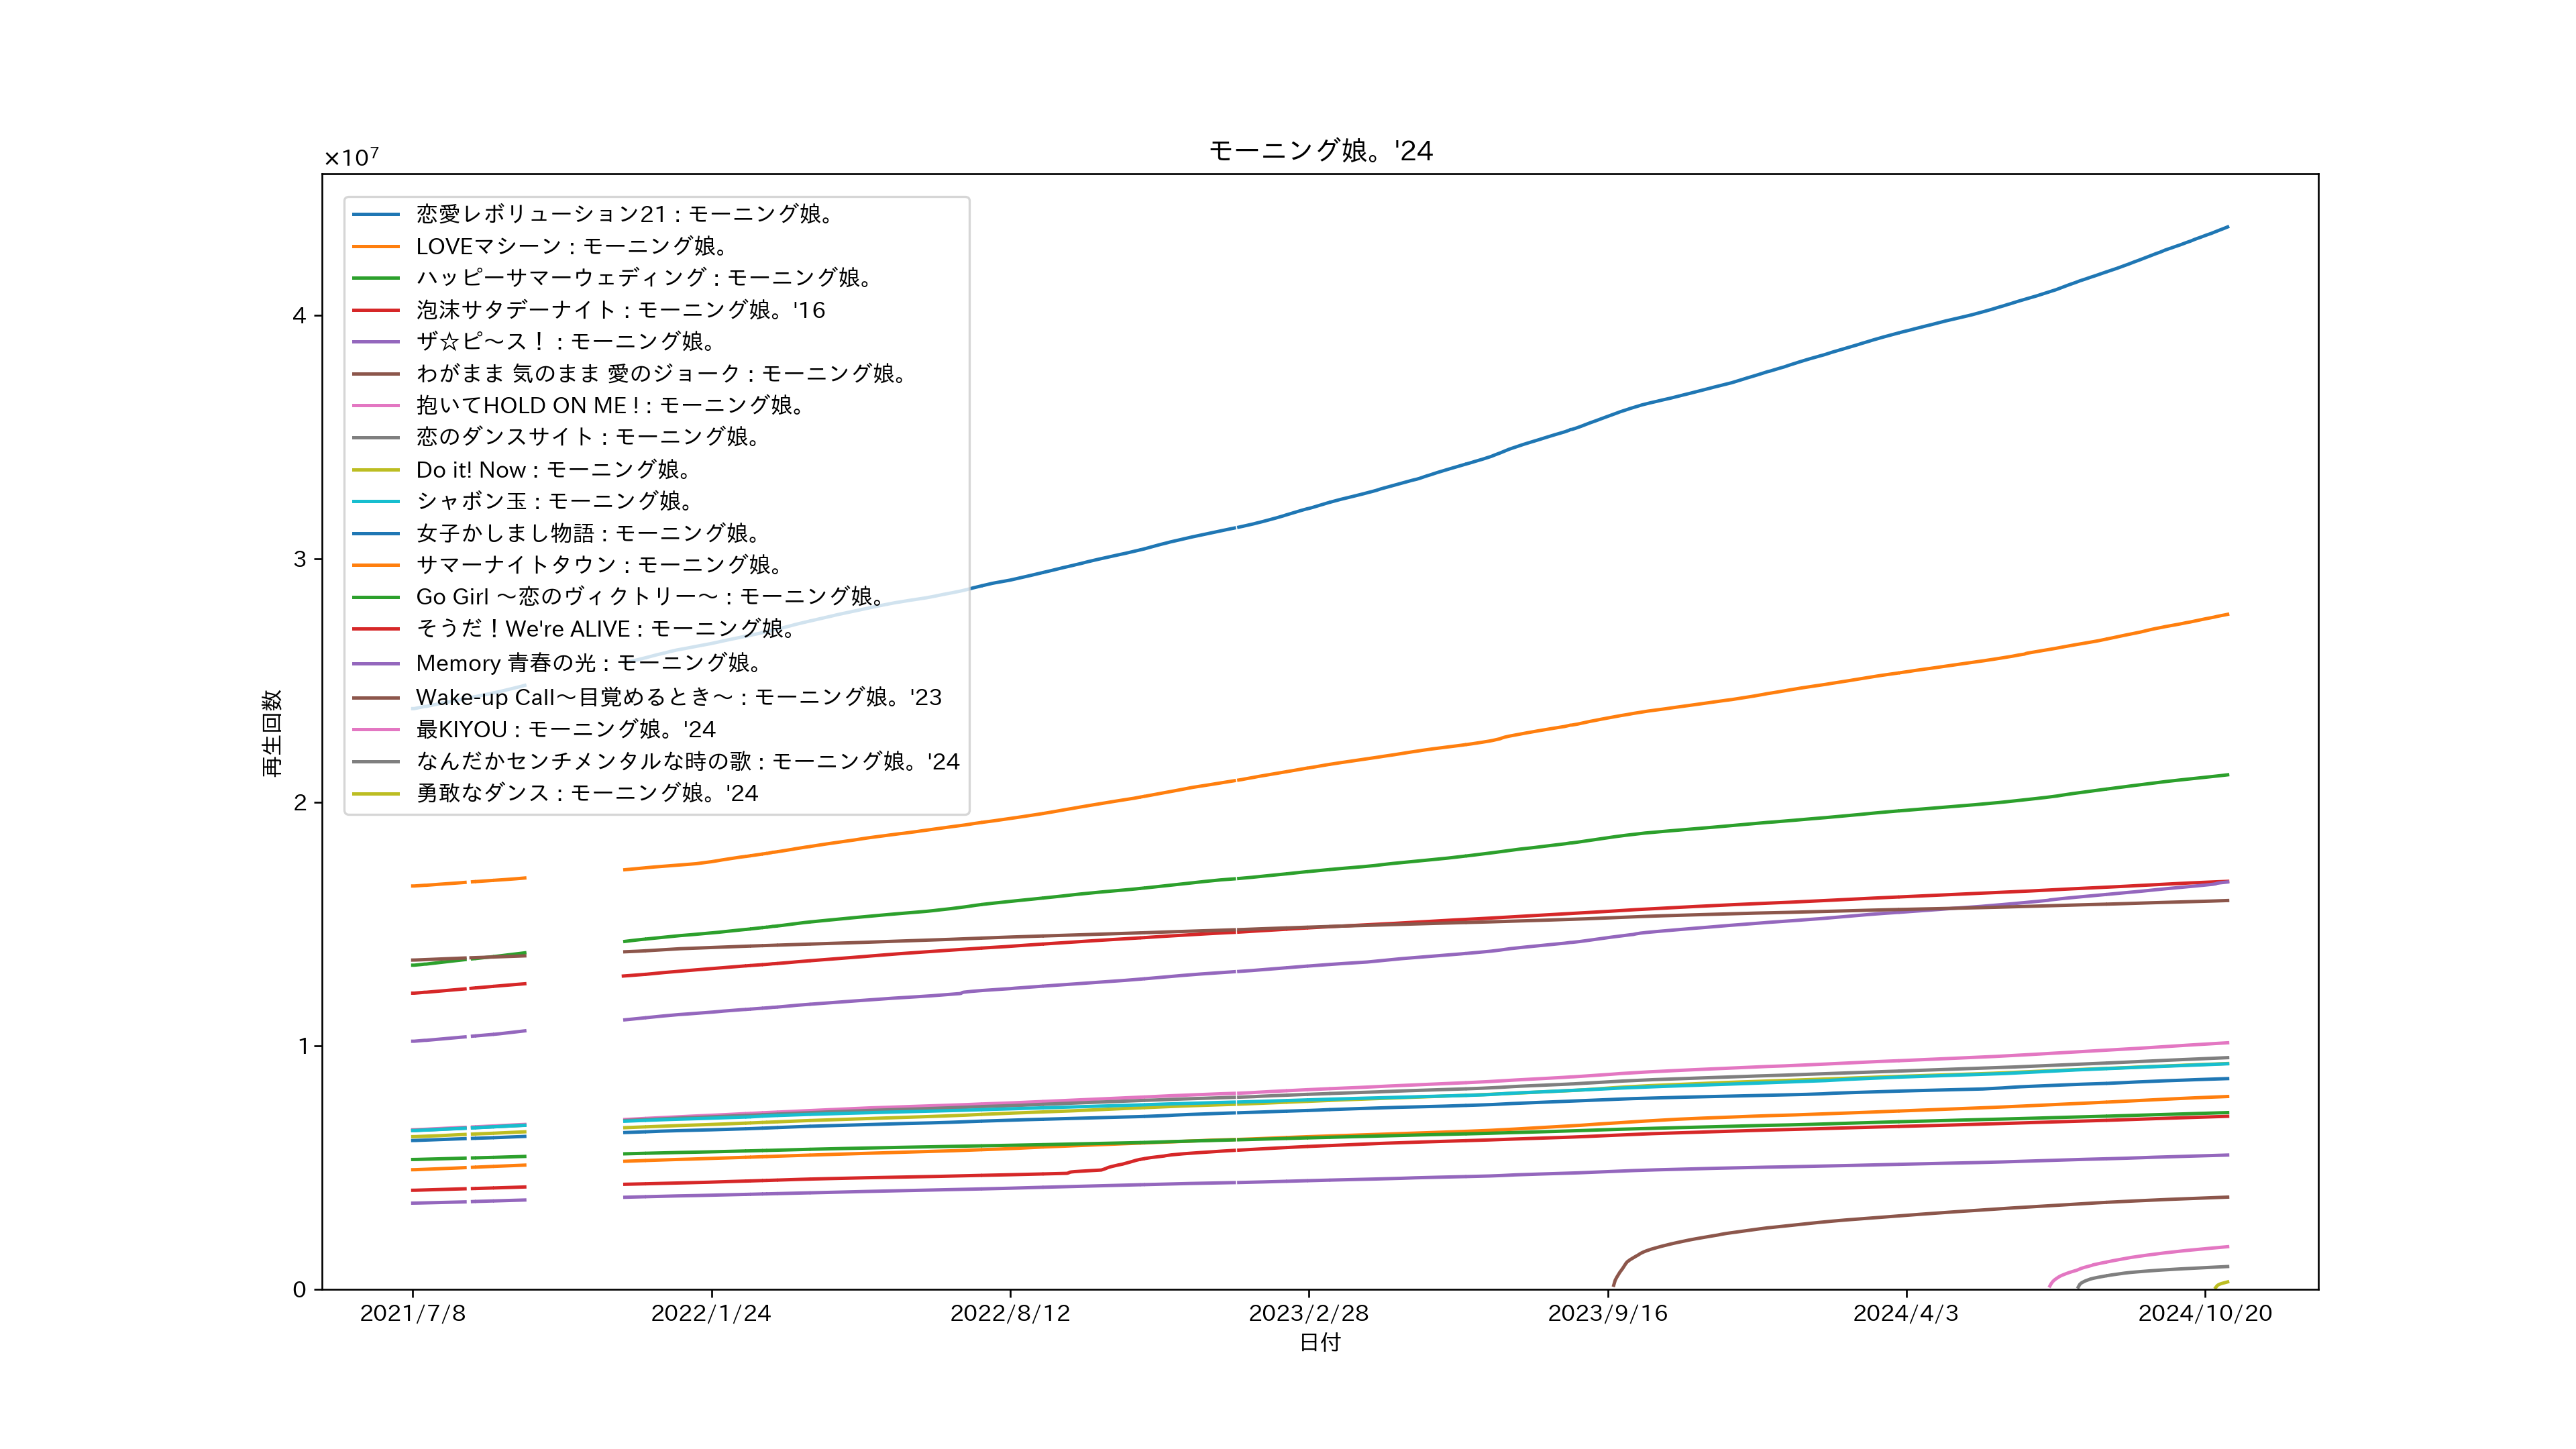 モーニング娘。'24
×10⁷
恋愛レボリューション21 : モーニング娘。
LOVEマシーン : モーニング娘。
ハッピーサマーウェディング : モーニング娘。
泡沫サタデーナイト : モーニング娘。'16
ザ☆ピ〜ス！ : モーニング娘。
わがまま 気のまま 愛のジョーク : モーニング娘。
抱いてHOLD ON ME ! : モーニング娘。
恋のダンスサイト : モーニング娘。
Do it! Now : モーニング娘。
シャボン玉 : モーニング娘。
女子かしまし物語 : モーニング娘。
サマーナイトタウン : モーニング娘。
Go Girl 〜恋のヴィクトリー〜 : モーニング娘。
そうだ！We're ALIVE : モーニング娘。
Memory 青春の光 : モーニング娘。
Wake-up Call〜目覚めるとき〜 : モーニング娘。'23
最KIYOU : モーニング娘。'24
なんだかセンチメンタルな時の歌 : モーニング娘。'24
勇敢なダンス : モーニング娘。'24
4
3
2
1
0
再生回数
2021/7/8
2022/1/24
2022/8/12
2023/2/28
2023/9/16
2024/4/3
2024/10/20
日付